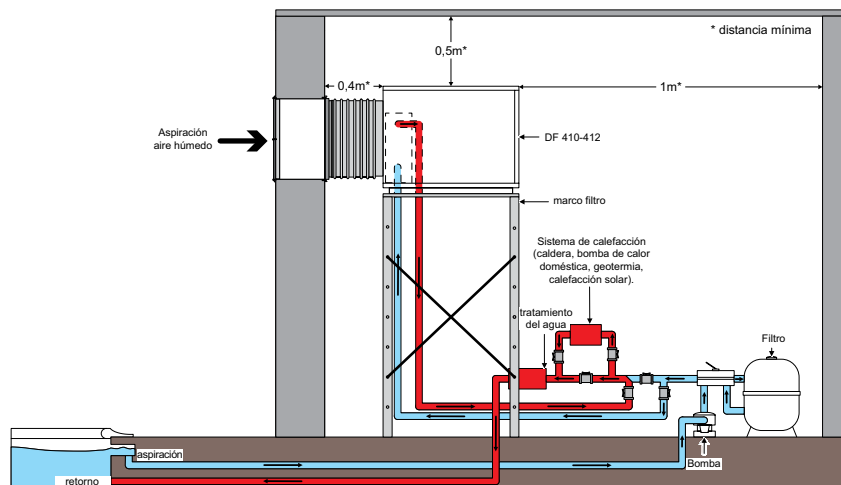 * distancia mínima
0,5m*
0,4m*
1m*
Aspiración
aire húmedo
DF 410-412
marco filtro
Sistema de calefacción
(caldera, bomba de calor
doméstica, geotermia,
calefacción solar).
tratamiento
del agua
Filtro
aspiración
Bomba
retorno